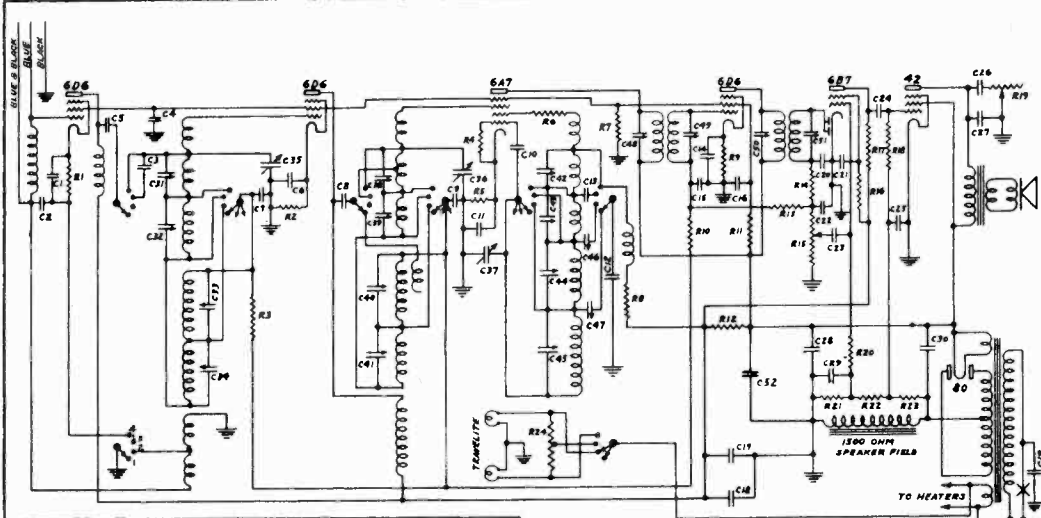 BLUE & BLACK
BLUE
BLACK
6D6
6D6
6A7
6D6
6B7
42
C26
R19
C5
C4
C27
R4
R6
R7
C48
C49
C50
C51
C24
C1
R1
C3
C31
C35
C6
C10
C14
R9
R17
R18
C2
C7
R2
C8
C38
C36
C9
R5
C42
C13
C15
C16
R14
C20
C21
R16
C32
C39
C11
C43
R13
C22
C25
R10
R11
R15
C23
C37
C46
C12
C33
R3
C40
C44
R8
C47
R12
C28
C30
C34
C41
C45
C29
R20
80
C52
R21
R22
R23
1500 OHM
SPEAKER FIELD
TRAVELITE
R24
C17
C18
TO HEATERS